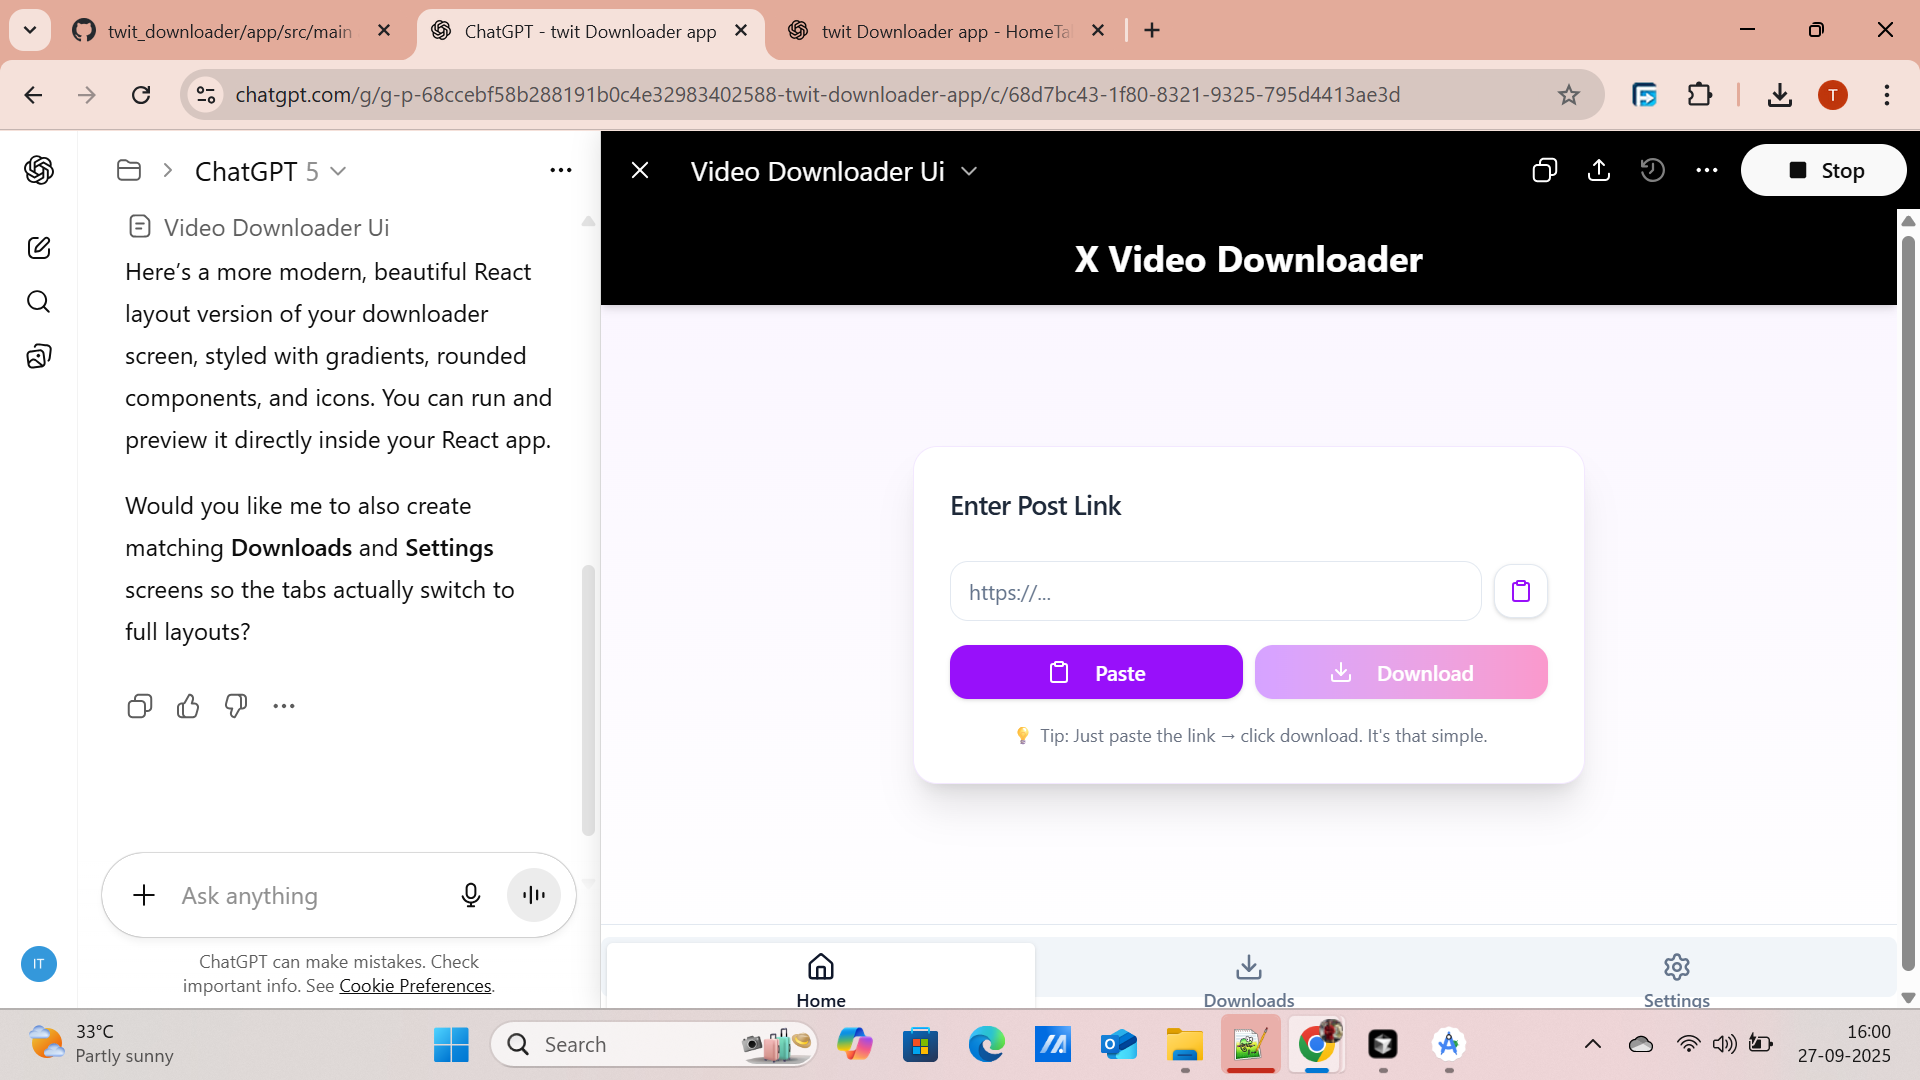 twit_downloader/app/src/main
ChatGPT - twit Downloader app
twit Downloader app - HomeTa
chatgpt.com/g/g-p-68ccebf58b288191b0c4e32983402588-twit-downloader-app/c/68d7bc43-1f80-8321-9325-795d4413ae3d
T
ChatGPT 5
Video Downloader Ui
Here’s a more modern, beautiful React
layout version of your downloader
screen, styled with gradients, rounded
components, and icons. You can run and
preview it directly inside your React app.
Would you like me to also create
matching Downloads and Settings
screens so the tabs actually switch to
full layouts?
Ask anything
IT
ChatGPT can make mistakes. Check
important info. See Cookie Preferences.
Video Downloader Ui
Stop
X Video Downloader
Enter Post Link
https://...
Paste
Download
💡 Tip: Just paste the link → click download. It's that simple.
Home
Downloads
Settings
33°C
Partly sunny
Search
16:00
27-09-2025